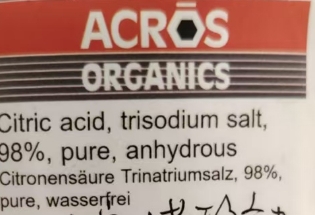 ACROS
ORGANICS
Citric acid, trisodium salt,
98%, pure, anhydrous
Citronensäure Trinatriumsalz, 98%,
pure, wasserfrei